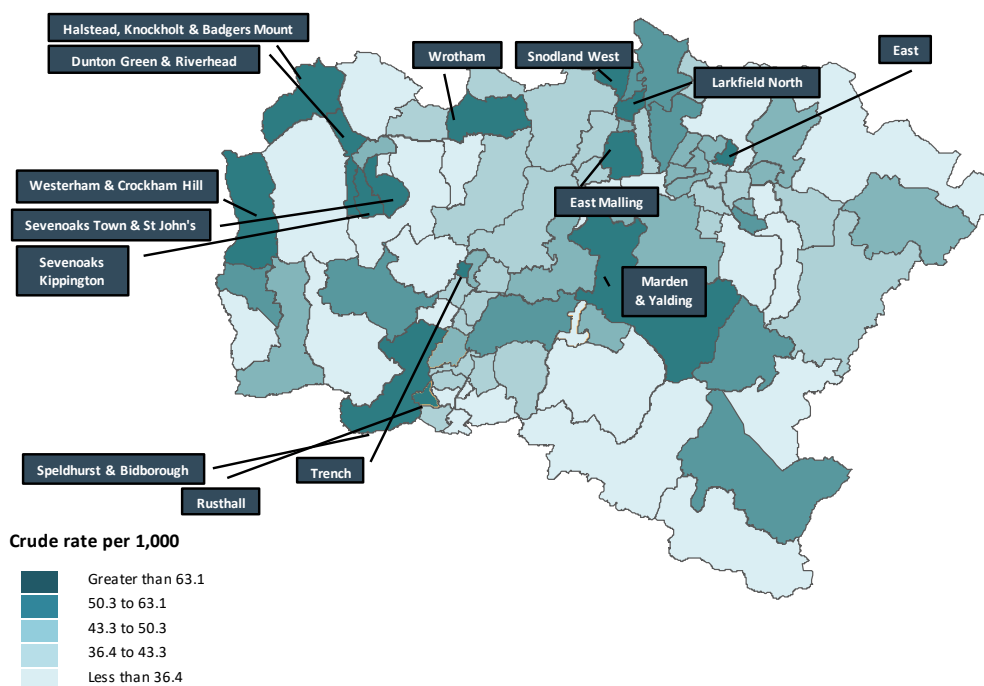 Halstead, Knockholt & Badgers Mount
Dunton Green & Riverhead
Wrotham
Snodland West
East
Larkfield North
Westerham & Crockham Hill
Sevenoaks Town & St John's
Sevenoaks
Kippington
East Malling
Marden
& Yalding
Speldhurst & Bidborough
Trench
Rusthall
Crude rate per 1,000
Greater than 63.1
50.3 to 63.1
43.3 to 50.3
36.4 to 43.3
Less than 36.4